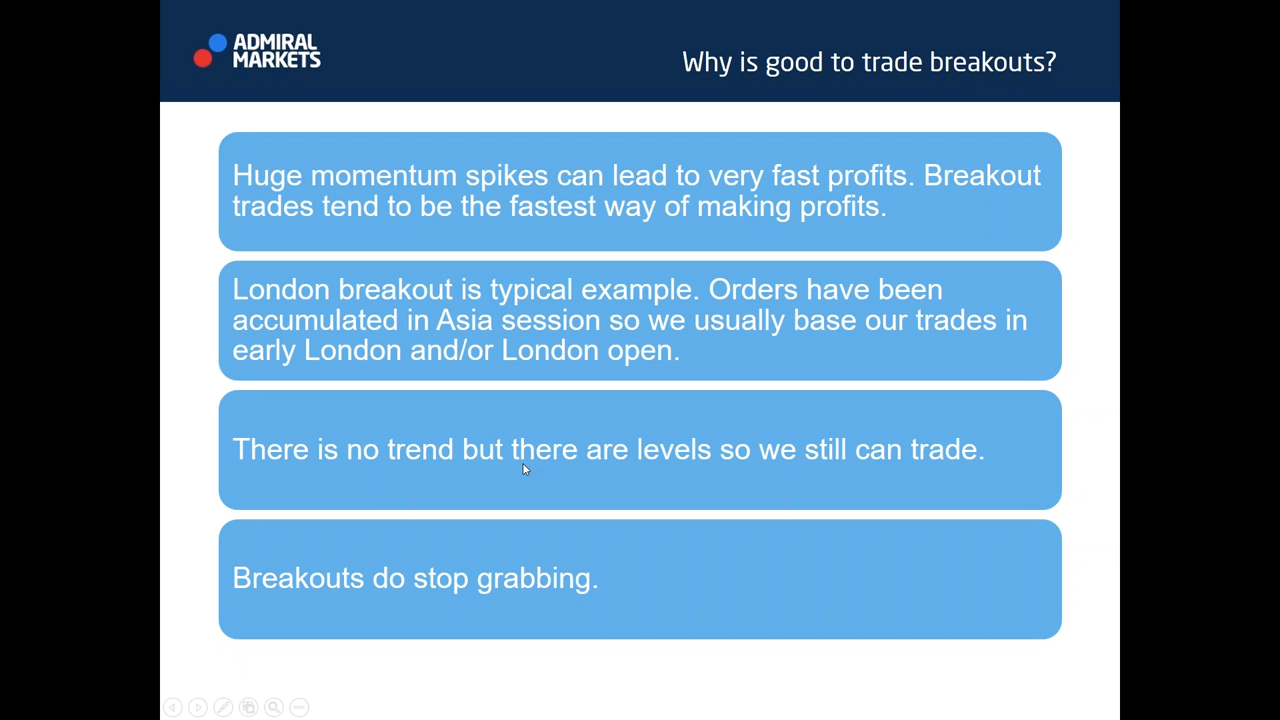 ADMIRAL
MARKETS
Why is good to trade breakouts?
Huge momentum spikes can lead to very fast profits. Breakout
trades tend to be the fastest way of making profits.
London breakout is typical example. Orders have been
accumulated in Asia session so we usually base our trades in
early London and/or London open.
There is no trend but there are levels so we still can trade.
Breakouts do stop grabbing.